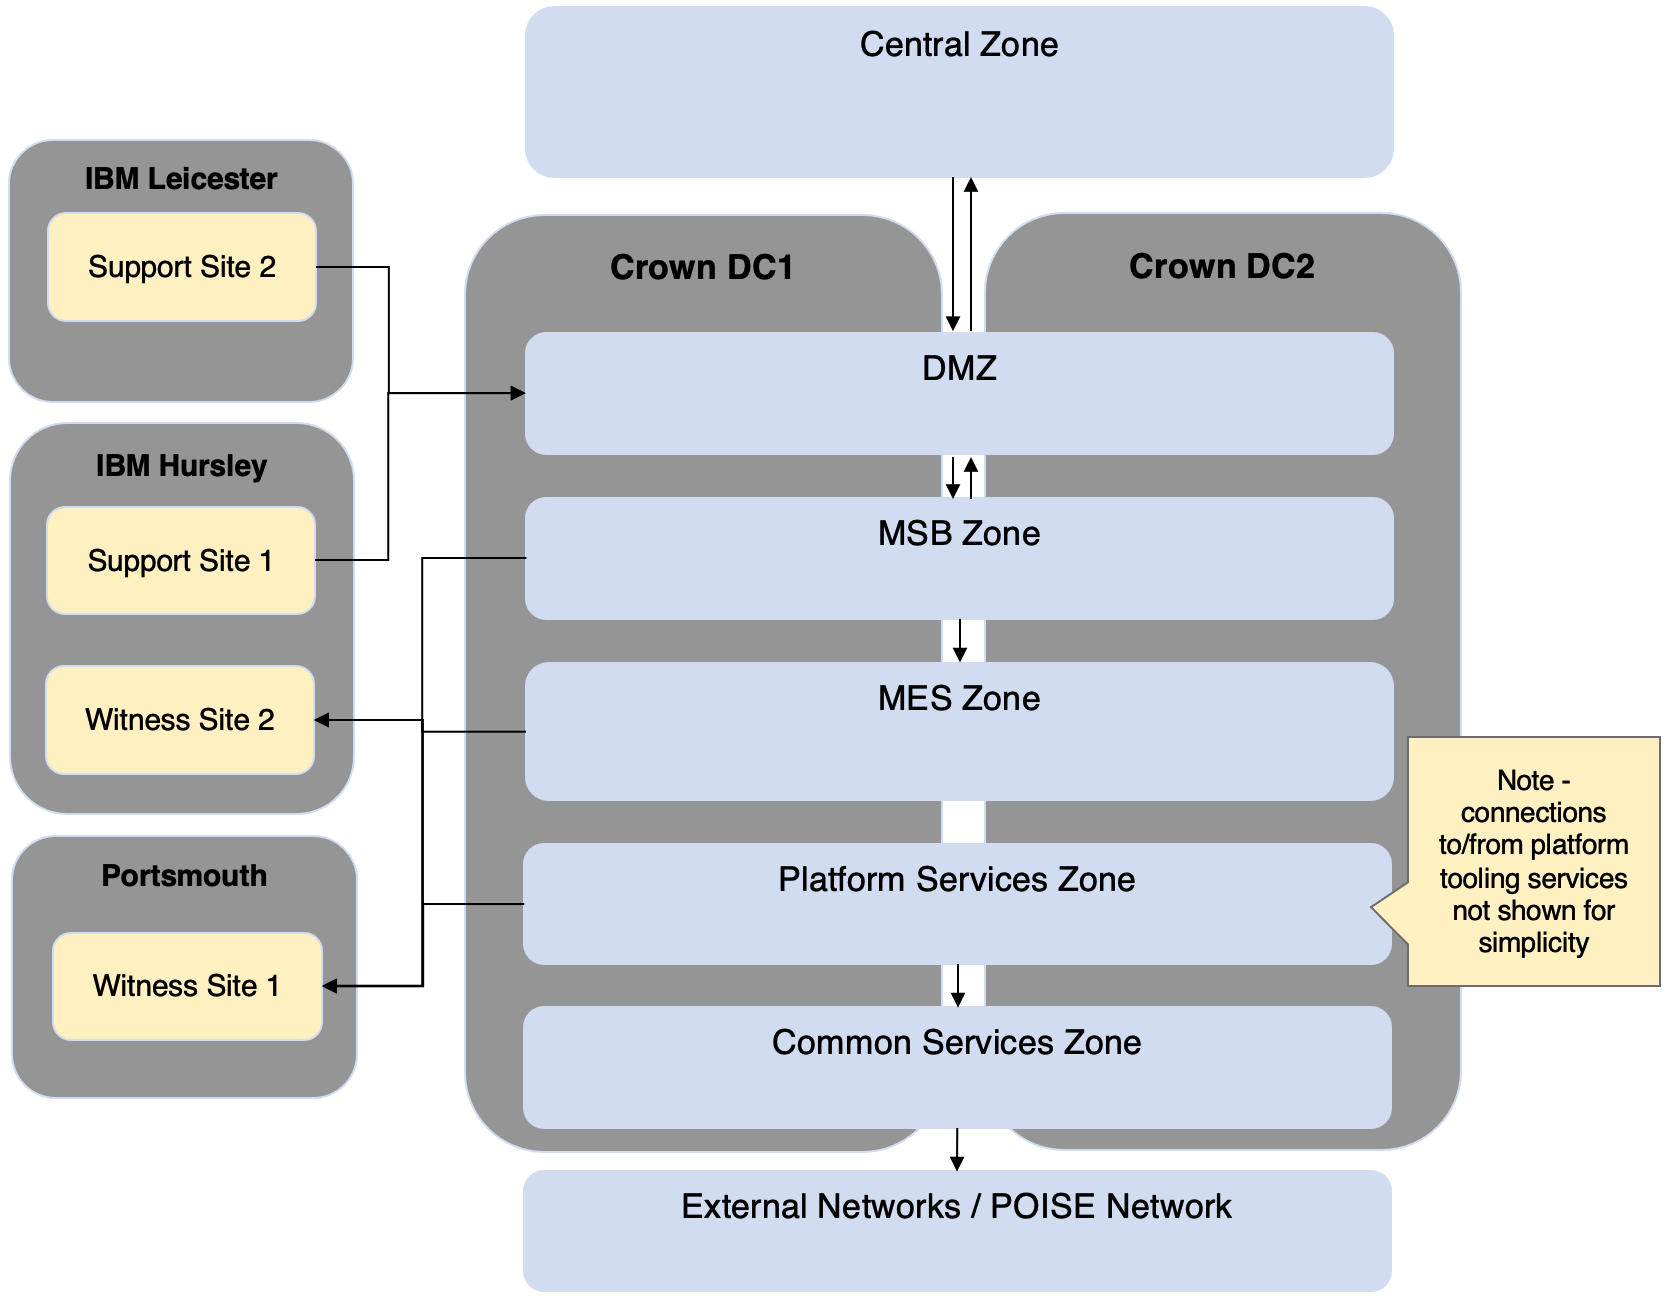 Central Zone
IBM Leicester
Support Site 2
Crown DC1
Crown DC2
DMZ
IBM Hursley
Support Site 1
Witness Site 2
MSB Zone
MES Zone
Note -
connections
to/from platform
tooling services
not shown for
simplicity
Portsmouth
Witness Site 1
Platform Services Zone
Common Services Zone
External Networks / POISE Network